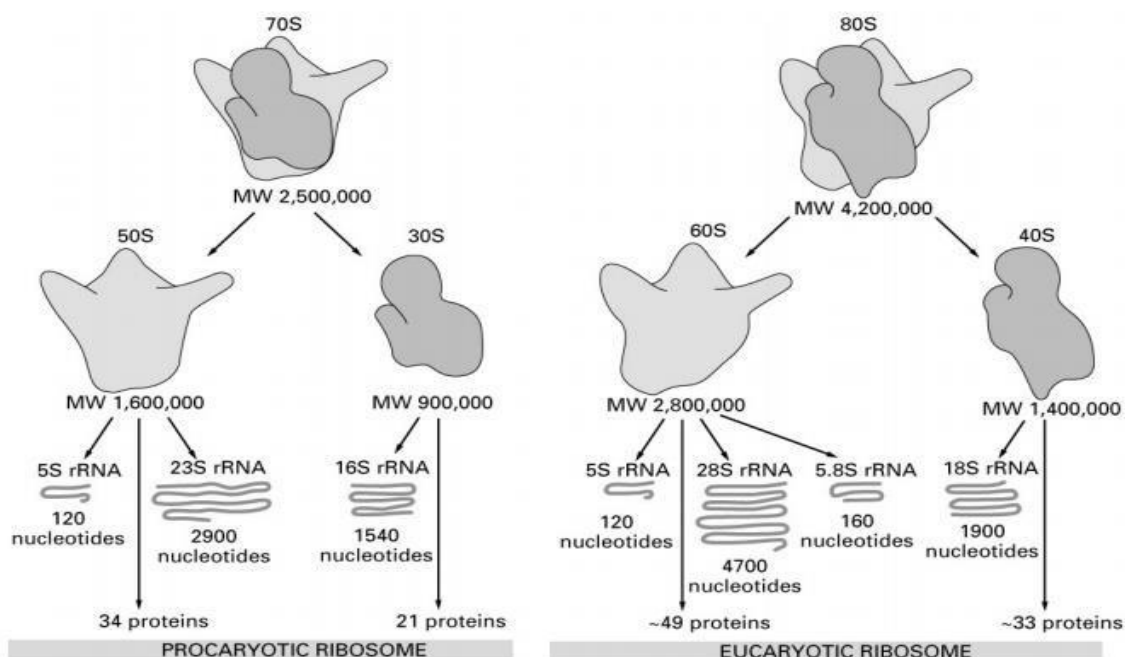 70S
MW 2,500,000
50S
30S
MW 1,600,000
MW 900,000
5S rRNA
23S rRNA
16S rRNA
120
nucleotides
2900
nucleotides
1540
nucleotides
34 proteins
21 proteins
PROCARYOTIC RIBOSOME
80S
MW 4,200,000
60S
40S
MW 2,800,000
MW 1,400,000
5S rRNA
28S rRNA
5.8S rRNA
18S rRNA
120
nucleotides
4700
nucleotides
160
nucleotides
1900
nucleotides
~49 proteins
~33 proteins
EUCARYOTIC RIBOSOME